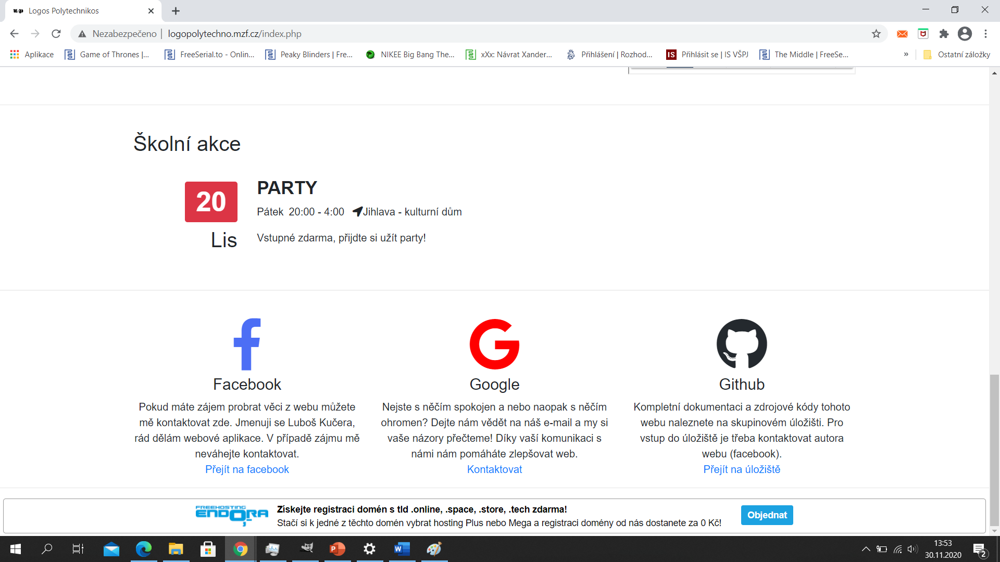 Logos Polytechnikos
Nezabezpečeno | logopolytechno.mzf.cz/index.php
Aplikace
Game of Thrones |...
FreeSerial.to - Onlin...
Peaky Blinders | Fre...
NIKEE Big Bang The...
xXx: Návrat Xander...
Přihlášení | Rozhod...
IS
Přihlásit se | IS VŠPJ
The Middle | FreeSe...
»
Ostatní záložky
Školní akce
20
Lis
PARTY
Pátek 20:00 - 4:00 Jihlava - kulturní dům
Vstupné zdarma, přijdte si užít party!
Facebook
Pokud máte zájem probrat věci z webu můžete
mě kontaktovat zde. Jmenuji se Luboš Kučera,
rád dělám webové aplikace. V případě zájmu mě
neváhejte kontaktovat.
Přejít na facebook
Google
Nejste s něčím spokojen a nebo naopak s něčím
ohromen? Dejte nám vědět na náš e-mail a my si
vaše názory přečteme! Díky vaší komunikaci s
námi nám pomáháte zlepšovat web.
Kontaktovat
Github
Kompletní dokumentaci a zdrojové kódy tohoto
webu naleznete na skupinovém úložišti. Pro
vstup do úložiště je třeba kontaktovat autora
webu (facebook).
Přejít na úložiště
FREEHOSTING
ENDORA
Získejte registraci domén s tld .online, .space, .store, .tech zdarma!
Stačí si k jedné z těchto domén vybrat hosting Plus nebo Mega a registraci domény od nás dostanete za 0 Kč!
Objednat
13:53
30.11.2020
2